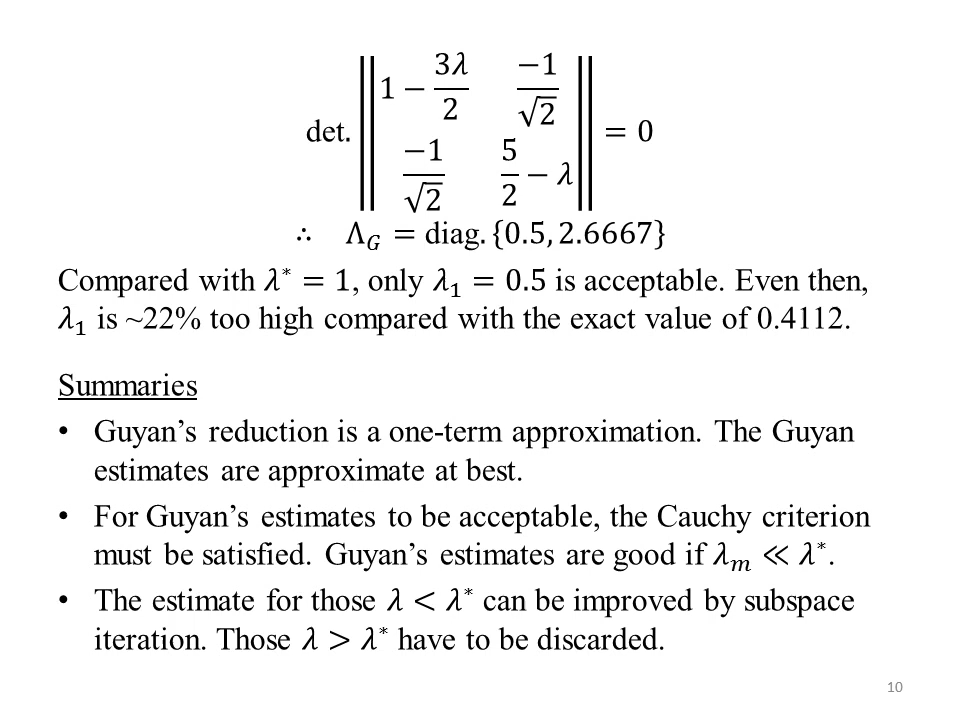 det. ‖ 1 − 3λ/2   −1/√2 ‖
‖ −1/√2   5/2 − λ ‖ = 0
∴ Λ_G = diag. {0.5, 2.6667}
Compared with λ* = 1, only λ₁ = 0.5 is acceptable. Even then,
λ₁ is ~22% too high compared with the exact value of 0.4112.
Summaries
• Guyan’s reduction is a one-term approximation. The Guyan
estimates are approximate at best.
• For Guyan’s estimates to be acceptable, the Cauchy criterion
must be satisfied. Guyan’s estimates are good if λₘ ≪ λ*.
• The estimate for those λ < λ* can be improved by subspace
iteration. Those λ > λ* have to be discarded.
10